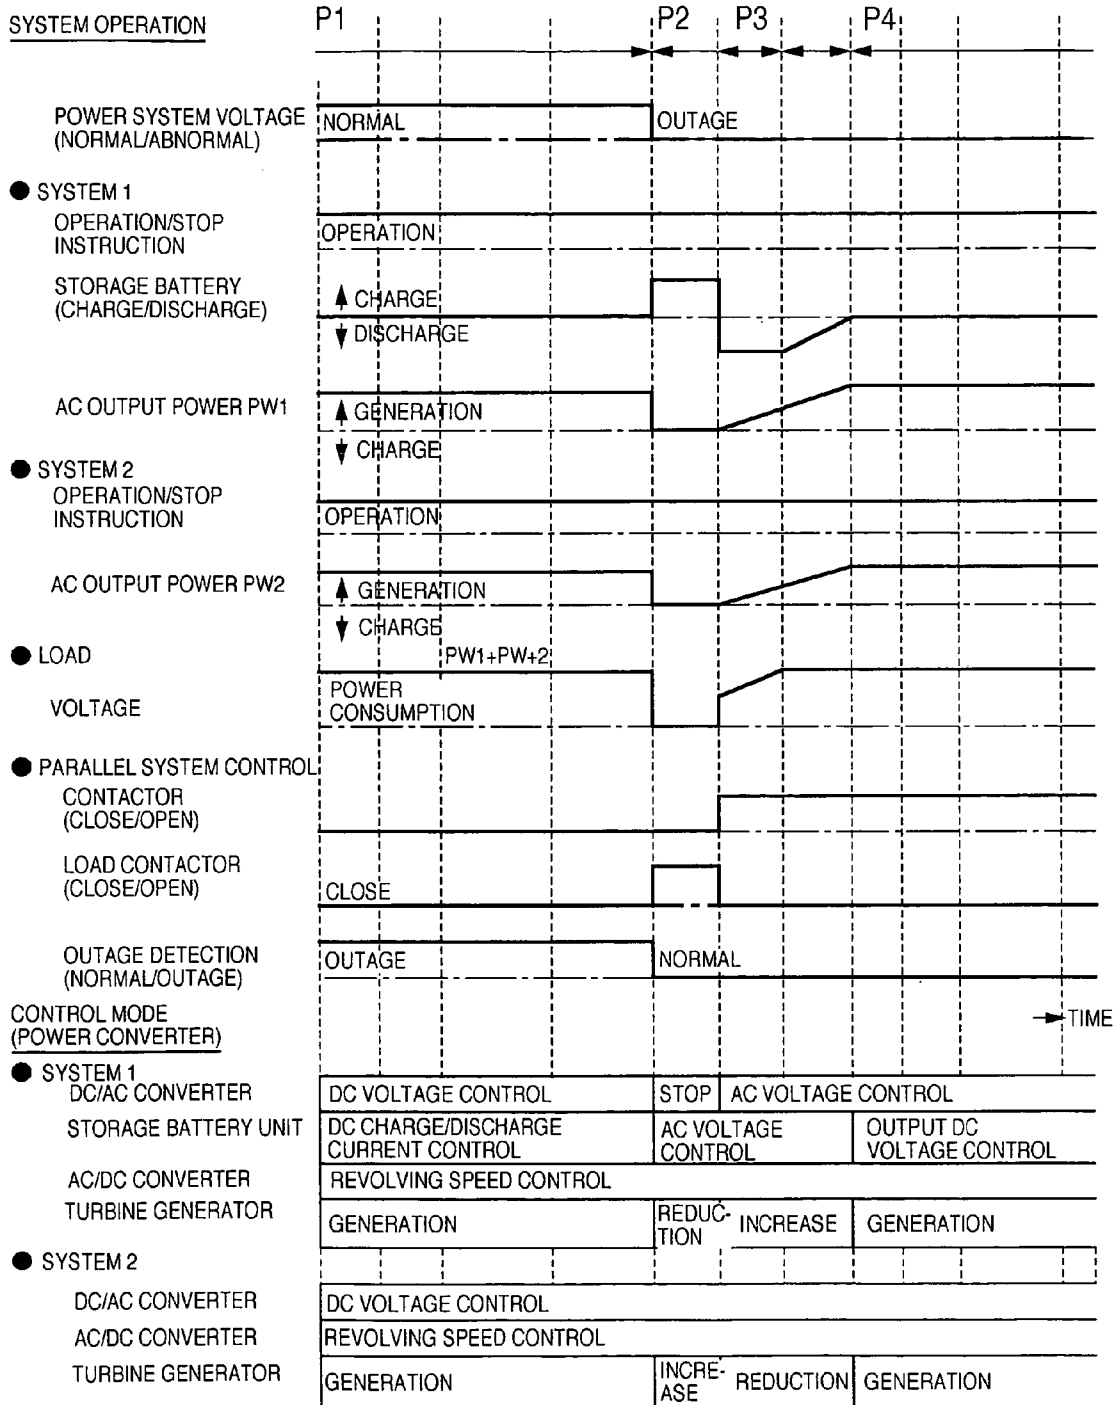 SYSTEM OPERATION
P1 P2 P3 P4
POWER SYSTEM VOLTAGE
(NORMAL/ABNORMAL)
NORMAL
OUTAGE
● SYSTEM 1
OPERATION/STOP
INSTRUCTION
OPERATION
STORAGE BATTERY
(CHARGE/DISCHARGE)
CHARGE
DISCHARGE
AC OUTPUT POWER PW1
GENERATION
CHARGE
● SYSTEM 2
OPERATION/STOP
INSTRUCTION
OPERATION
AC OUTPUT POWER PW2
GENERATION
CHARGE
● LOAD
PW1+PW+2
VOLTAGE
POWER
CONSUMPTION
● PARALLEL SYSTEM CONTROL
CONTACTOR
(CLOSE/OPEN)
LOAD CONTACTOR
(CLOSE/OPEN)
CLOSE
OUTAGE DETECTION
(NORMAL/OUTAGE)
OUTAGE
NORMAL
CONTROL MODE
(POWER CONVERTER)
TIME
● SYSTEM 1
DC/AC CONVERTER
DC VOLTAGE CONTROL
STOP
AC VOLTAGE CONTROL
STORAGE BATTERY UNIT
DC CHARGE/DISCHARGE
CURRENT CONTROL
AC VOLTAGE
CONTROL
OUTPUT DC
VOLTAGE CONTROL
AC/DC CONVERTER
REVOLVING SPEED CONTROL
TURBINE GENERATOR
GENERATION
REDUC-
TION
INCREASE
GENERATION
● SYSTEM 2
DC/AC CONVERTER
DC VOLTAGE CONTROL
AC/DC CONVERTER
REVOLVING SPEED CONTROL
TURBINE GENERATOR
GENERATION
INCRE-
ASE
REDUCTION
GENERATION